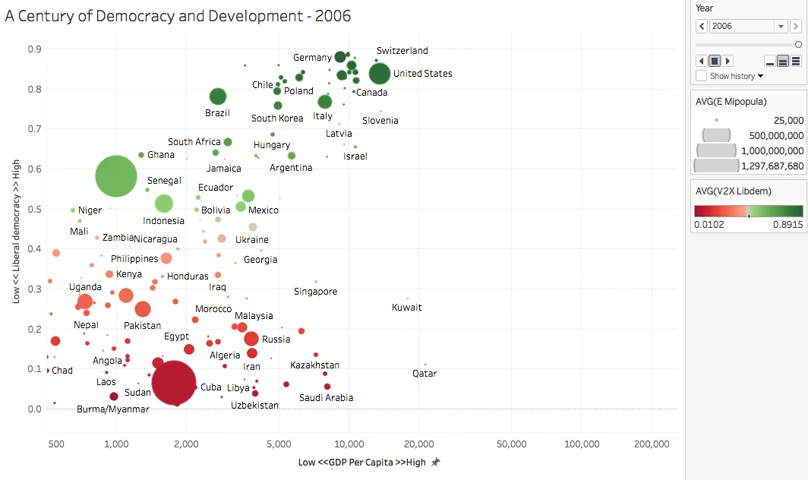 A Century of Democracy and Development - 2006
Low << Liberal democracy >> High
0.9
0.8
0.7
0.6
0.5
0.4
0.3
0.2
0.1
0.0
Germany
Switzerland
United States
Chile
Poland
Canada
Brazil
South Korea
Italy
Slovenia
Latvia
South Africa
Hungary
Ghana
Israel
Jamaica
Argentina
Senegal
Ecuador
Niger
Indonesia
Bolivia
Mexico
Mali
Zambia
Nicaragua
Ukraine
Philippines
Georgia
Kenya
Honduras
Uganda
Iraq
Singapore
Kuwait
Morocco
Malaysia
Nepal
Pakistan
Egypt
Russia
Angola
Algeria
Iran
Kazakhstan
Chad
Qatar
Laos
Sudan
Cuba
Libya
Saudi Arabia
Burma/Myanmar
Uzbekistan
500
1,000
2,000
5,000
10,000
20,000
50,000
100,000
200,000
Low <<GDP Per Capita >>High
Year
2006
Show history
AVG(E Mipopula)
25,000
500,000,000
1,000,000,000
1,297,687,680
AVG(V2X Libdem)
0.0102
0.8915